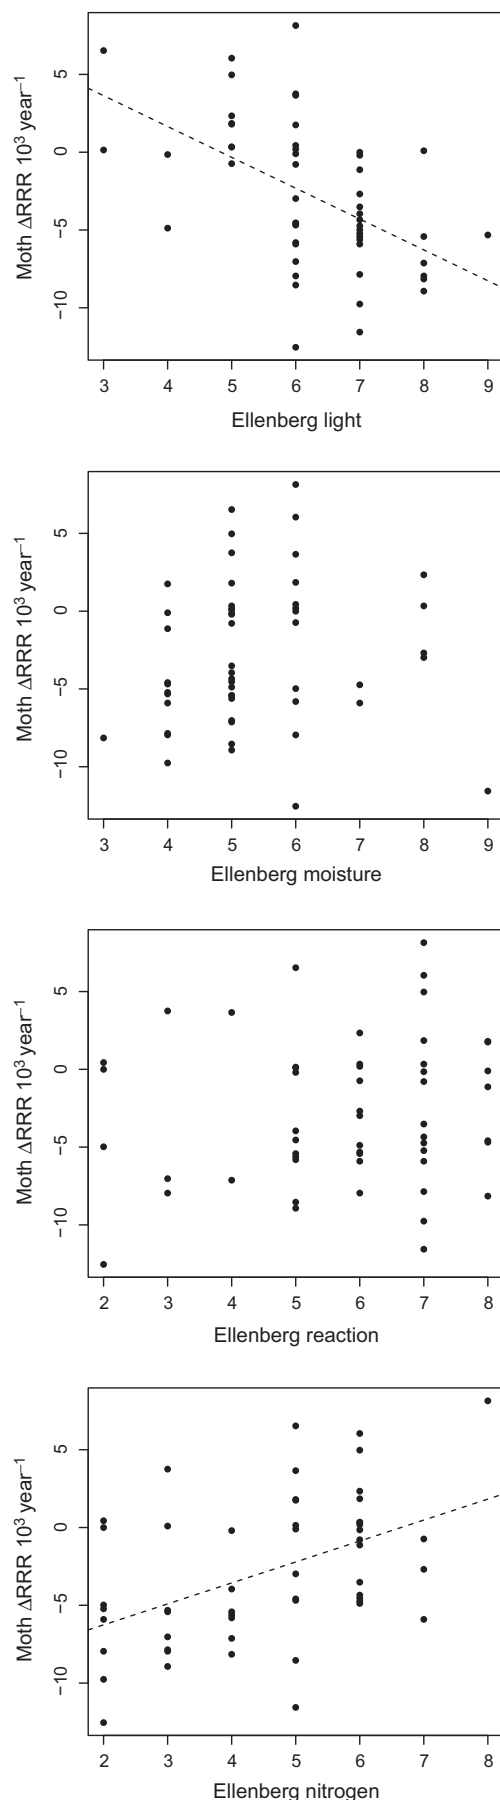 5
0
−5
−10
Moth ΔRRR 10³ year⁻¹
3 4 5 6 7 8 9
Ellenberg light
5
0
−5
−10
Moth ΔRRR 10³ year⁻¹
3 4 5 6 7 8 9
Ellenberg moisture
5
0
−5
−10
Moth ΔRRR 10³ year⁻¹
2 3 4 5 6 7 8
Ellenberg reaction
5
0
−5
−10
Moth ΔRRR 10³ year⁻¹
2 3 4 5 6 7 8
Ellenberg nitrogen